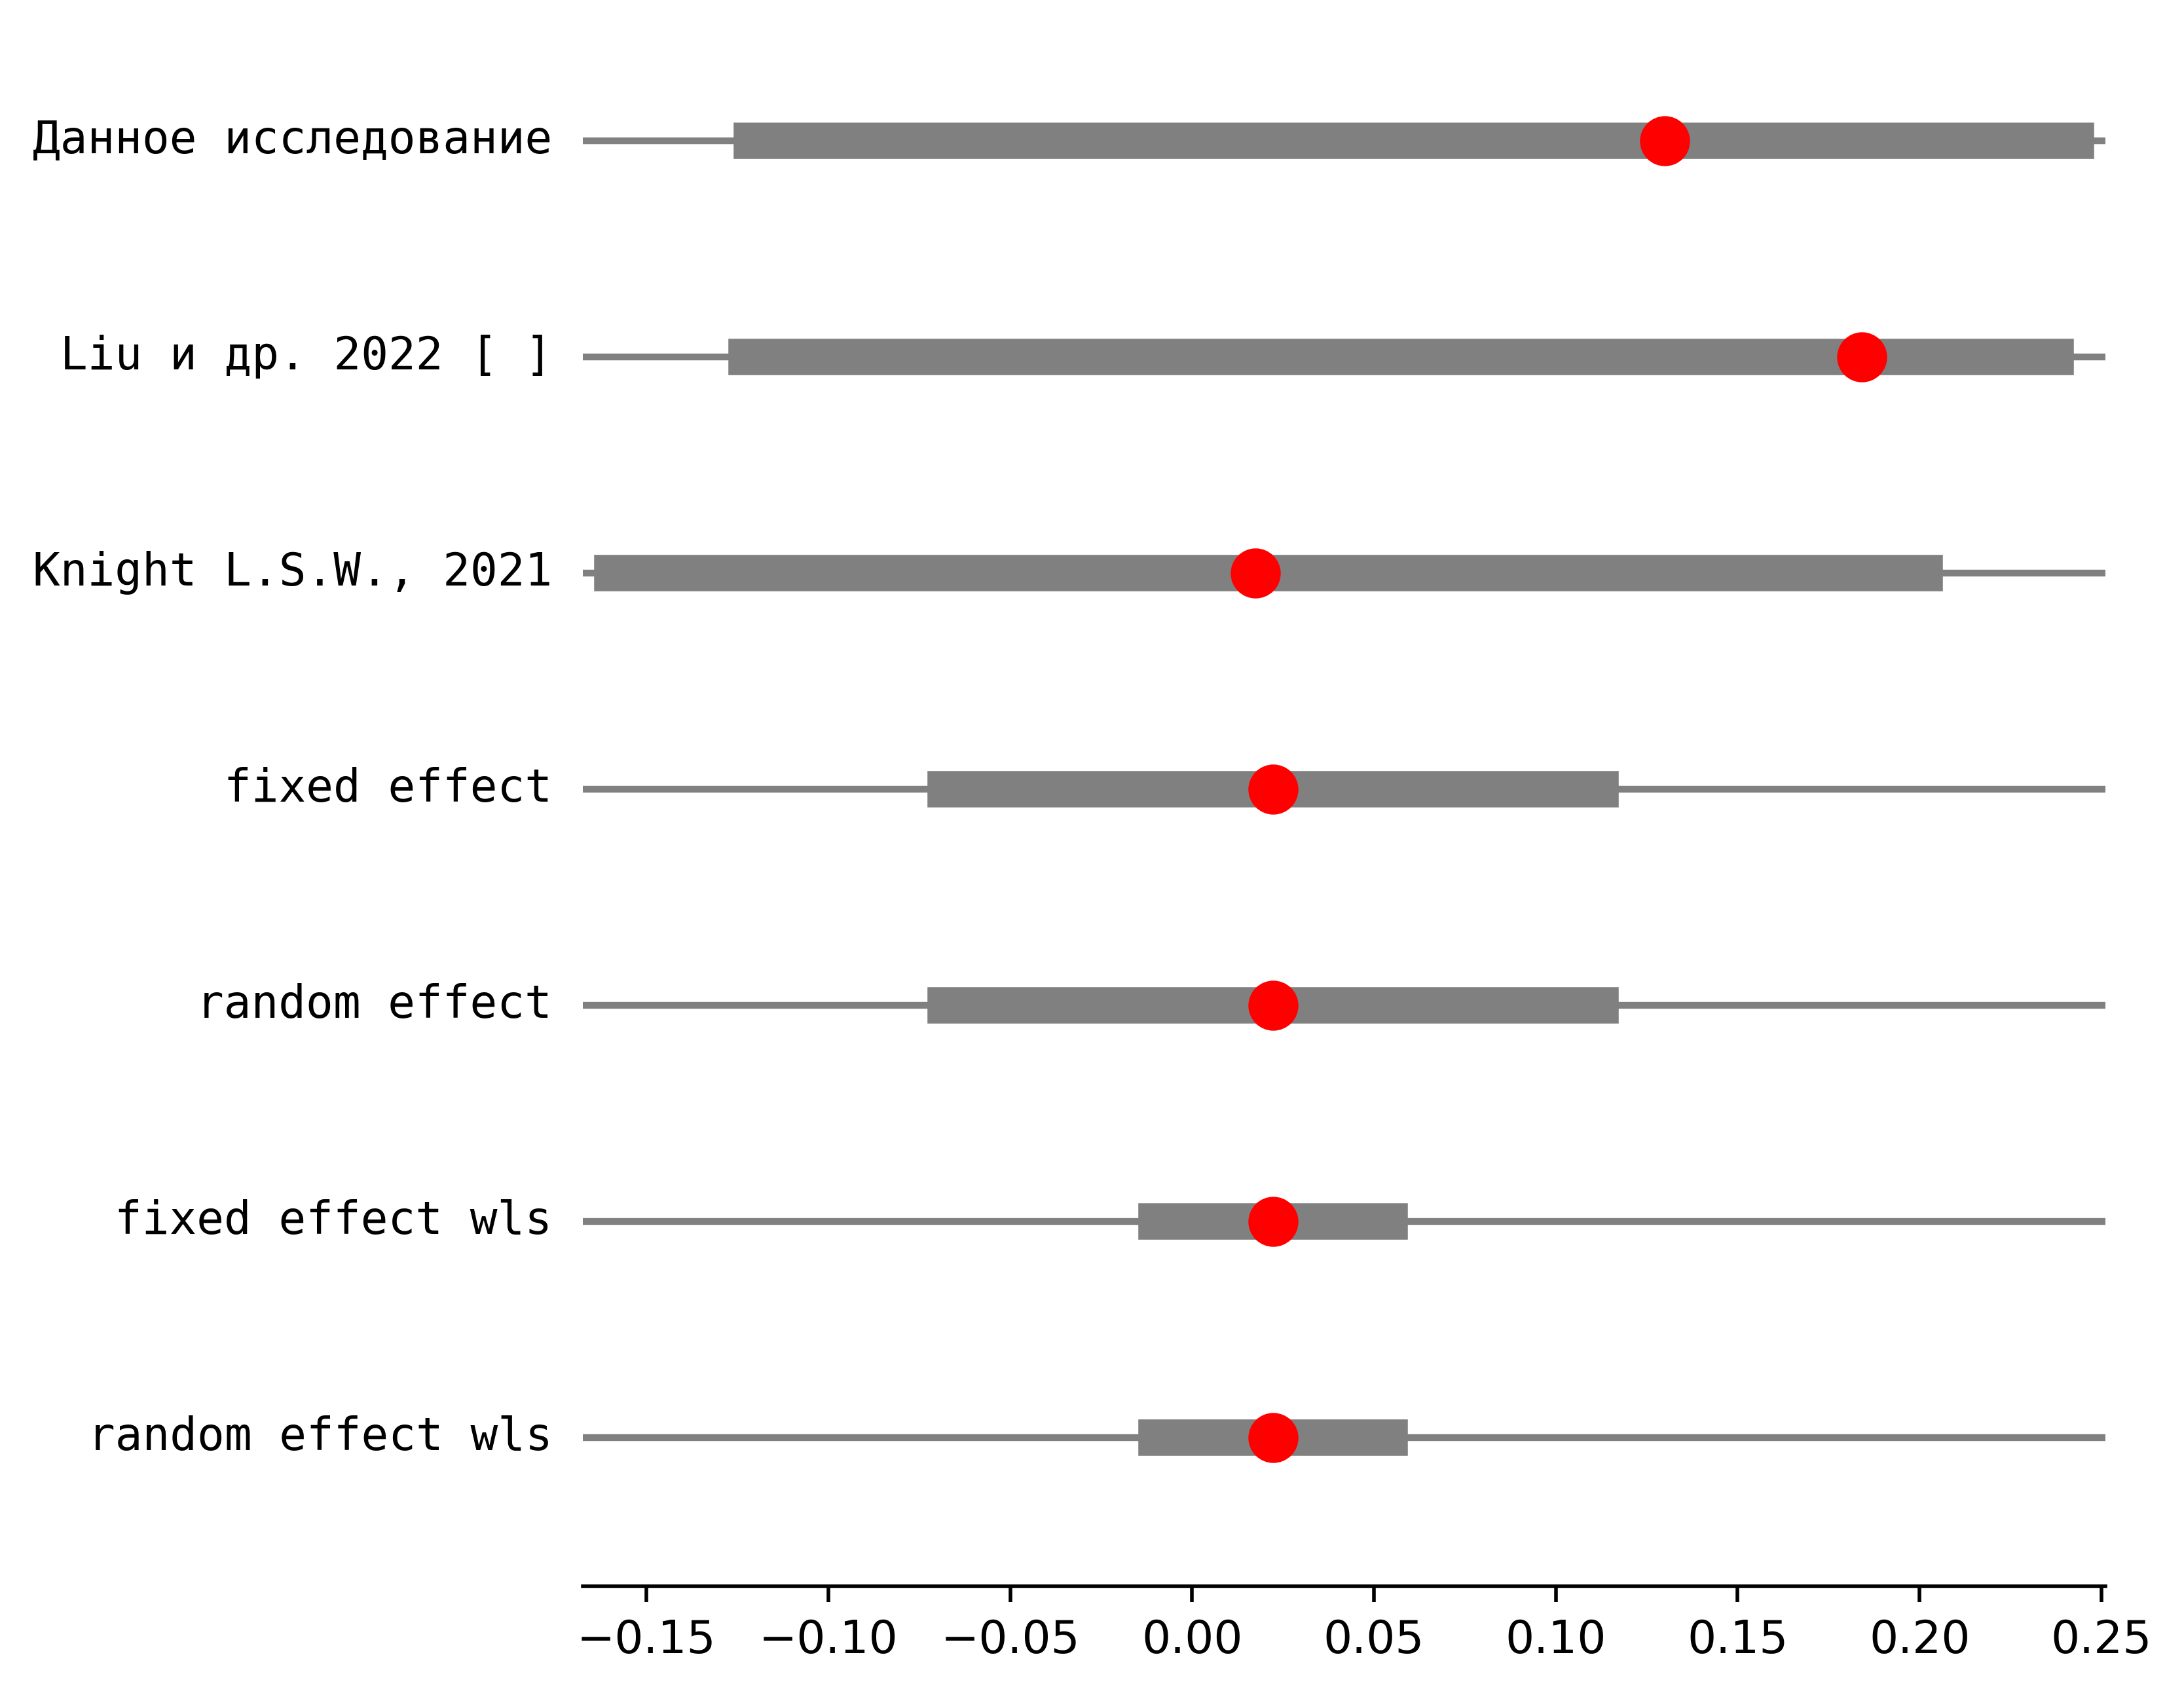 Данное исследование
Liu и др. 2022 [ ]
Knight L.S.W., 2021
fixed effect
random effect
fixed effect wls
random effect wls
−0.15 −0.10 −0.05 0.00 0.05 0.10 0.15 0.20 0.25